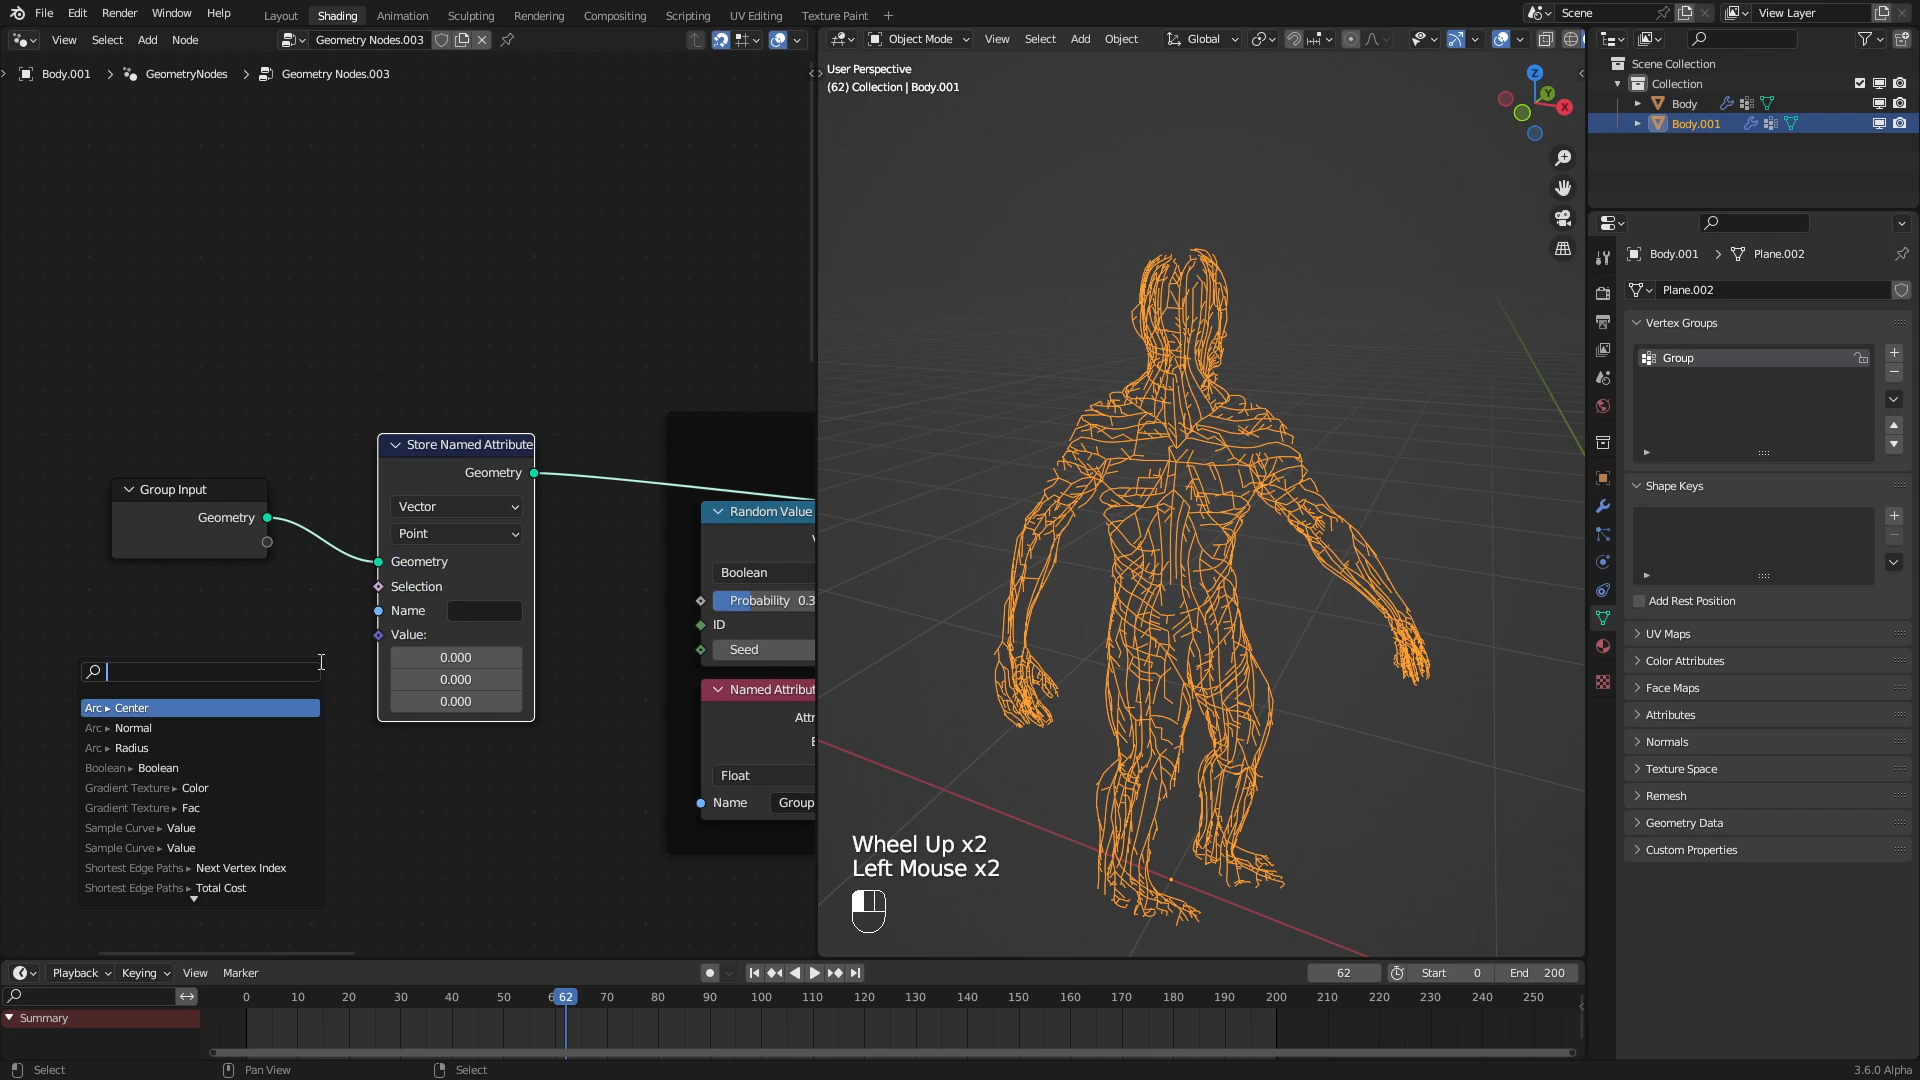 File Edit Render Window Help
Layout Shading Animation Sculpting Rendering Compositing Scripting UV Editing Texture Paint +
Scene View Layer
View Select Add Node Geometry Nodes.003
Object Mode View Select Add Object Global
Body.001 > GeometryNodes > Geometry Nodes.003
User Perspective
(62) Collection | Body.001
Z
Y
X
Scene Collection
Collection
Body
Body.001
Body.001 > Plane.002
Plane.002
Vertex Groups
Group
Shape Keys
Add Rest Position
UV Maps
Color Attributes
Face Maps
Attributes
Normals
Texture Space
Remesh
Geometry Data
Custom Properties
Group Input
Geometry
Store Named Attribute
Geometry
Vector
Point
Geometry
Selection
Name
Value:
0.000
0.000
0.000
Random Value
Boolean
Probability 0.3
ID
Seed
Named Attribut
Attr
Float
Name Group
Arc ▸ Center
Arc ▸ Normal
Arc ▸ Radius
Boolean ▸ Boolean
Gradient Texture ▸ Color
Gradient Texture ▸ Fac
Sample Curve ▸ Value
Sample Curve ▸ Value
Shortest Edge Paths ▸ Next Vertex Index
Shortest Edge Paths ▸ Total Cost
Wheel Up x2
Left Mouse x2
Playback Keying View Marker
62 Start 0 End 200
0 10 20 30 40 50 62 70 80 90 100 110 120 130 140 150 160 170 180 190 200 210 220 230 240 250
Summary
Select Pan View Select 3.6.0 Alpha